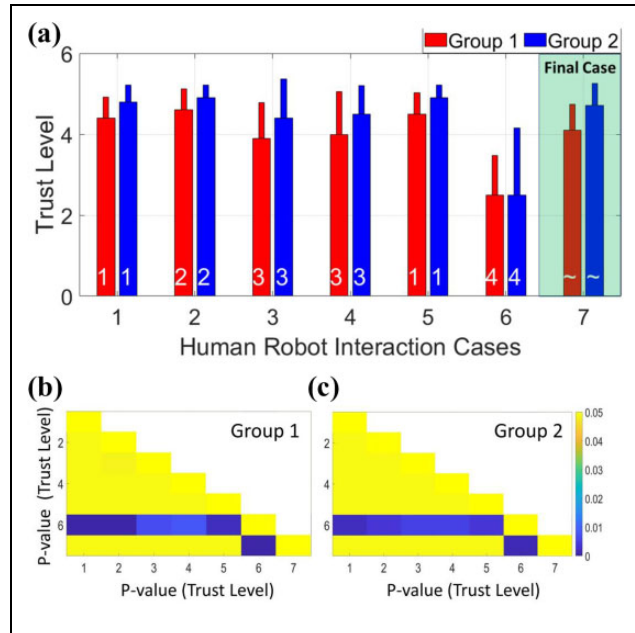 (a)
Group 1 Group 2
Final Case
6
4
2
0
Trust Level
1 1 2 2 3 3 3 3 1 1 4 4 ~ ~
1 2 3 4 5 6 7
Human Robot Interaction Cases
(b)
Group 1
2
4
6
P-value (Trust Level)
1 2 3 4 5 6 7
P-value (Trust Level)
(c)
Group 2
2
4
6
1 2 3 4 5 6 7
P-value (Trust Level)
0.05
0.04
0.03
0.02
0.01
0